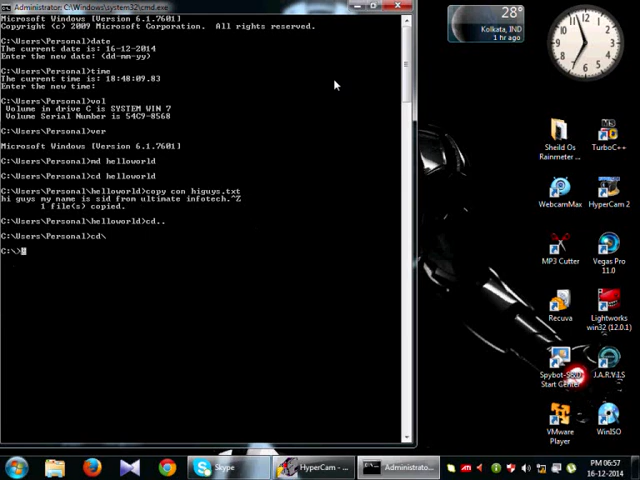 Administrator: C:\Windows\system32\cmd.exe
Microsoft Windows [Version 6.1.7601]
Copyright (c) 2009 Microsoft Corporation. All rights reserved.
C:\Users\Personal>date
The current date is: 16-12-2014
Enter the new date: (dd-mm-yy)
C:\Users\Personal>time
The current time is: 18:48:09.83
Enter the new time:
C:\Users\Personal>vol
Volume in drive C is SYSTEM WIN 7
Volume Serial Number is 54C9-8568
C:\Users\Personal>ver
Microsoft Windows [Version 6.1.7601]
C:\Users\Personal>md helloworld
C:\Users\Personal>cd helloworld
C:\Users\Personal\helloworld>copy con higuys.txt
hi guys my name is sid from ultimate infotech.^Z
1 file(s) copied.
C:\Users\Personal\helloworld>cd..
C:\Users\Personal>cd\
C:\>
28°
Kolkata, IND
1 hr ago
Sheild Os
Rainmeter ...
TurboC++
WebcamMax
HyperCam 2
MP3 Cutter
Vegas Pro
11.0
Recuva
Lightworks
win32 (12.0.1)
Start Center
J.A.R.V.I.S
VMware
Player
WinISO
Skype
HyperCam - ...
Administrato...
PM 06:57
16-12-2014